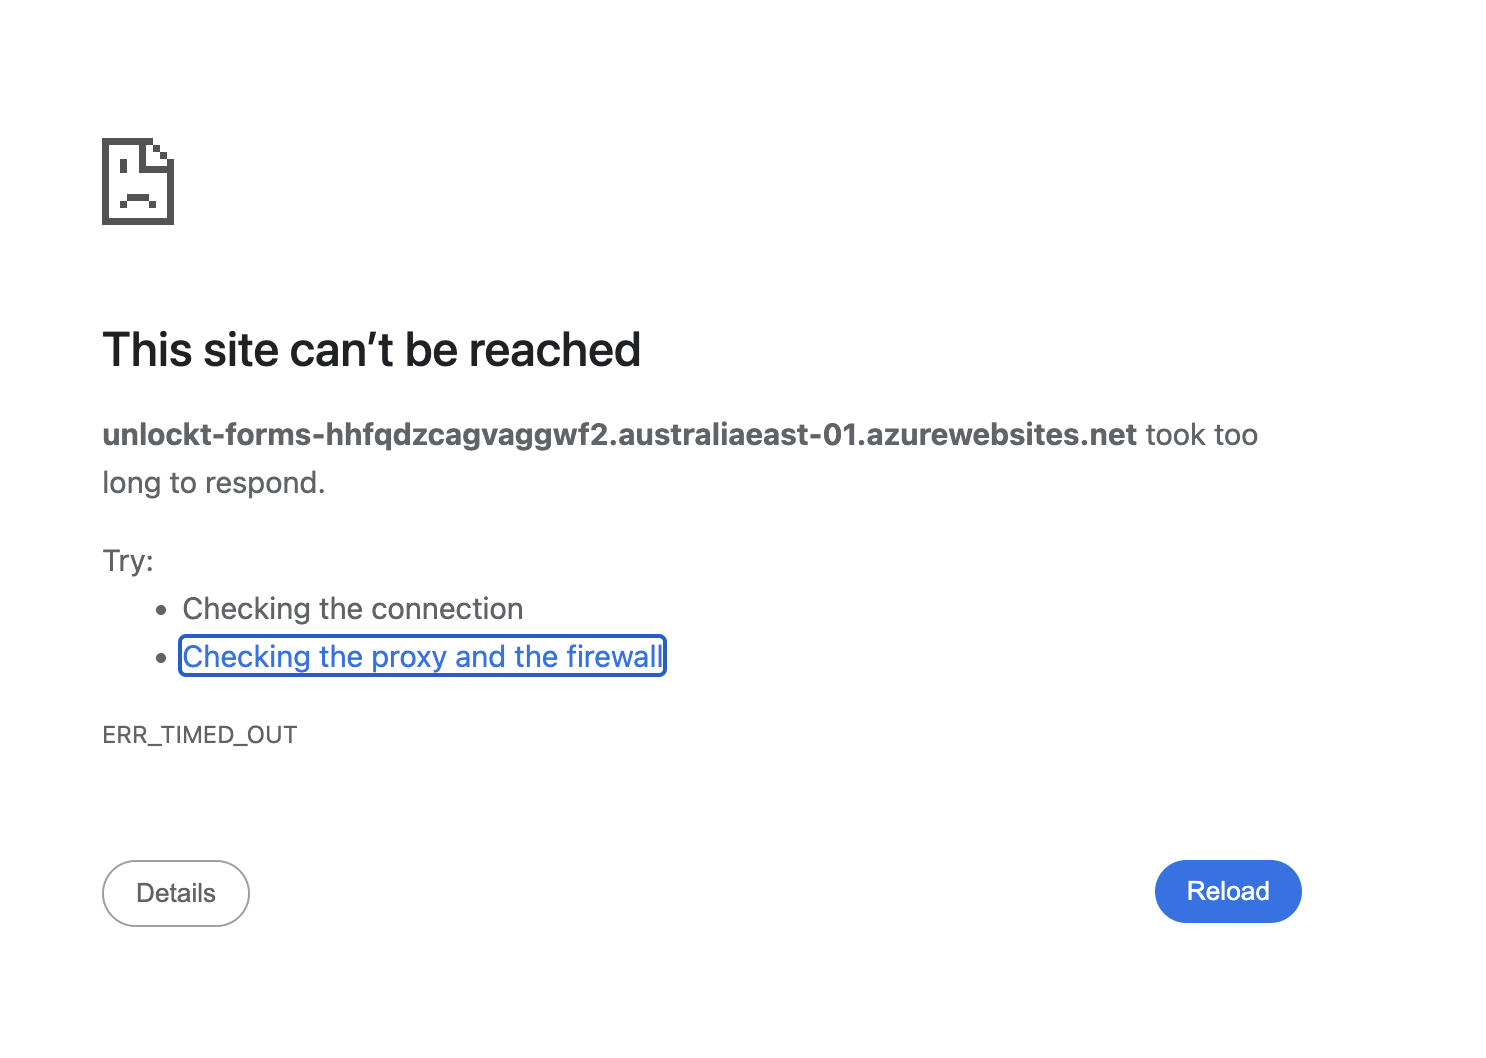 This site can’t be reached
unlockt-forms-hhfqdzcagvaggwf2.australiaeast-01.azurewebsites.net took too
long to respond.
Try:
• Checking the connection
• Checking the proxy and the firewall
ERR_TIMED_OUT
Details
Reload